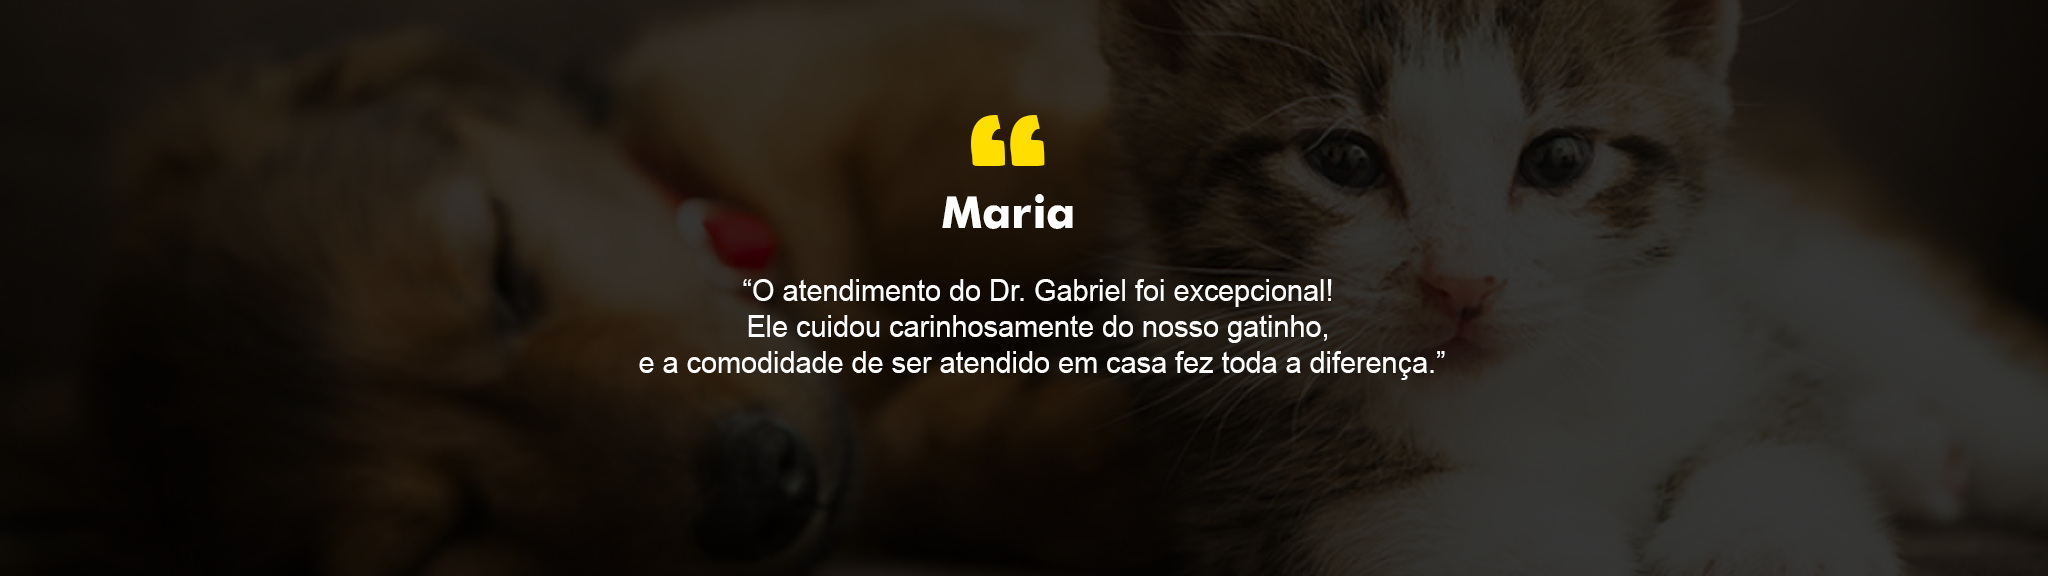 Maria
“O atendimento do Dr. Gabriel foi excepcional!
Ele cuidou carinhosamente do nosso gatinho,
e a comodidade de ser atendido em casa fez toda a diferença.”